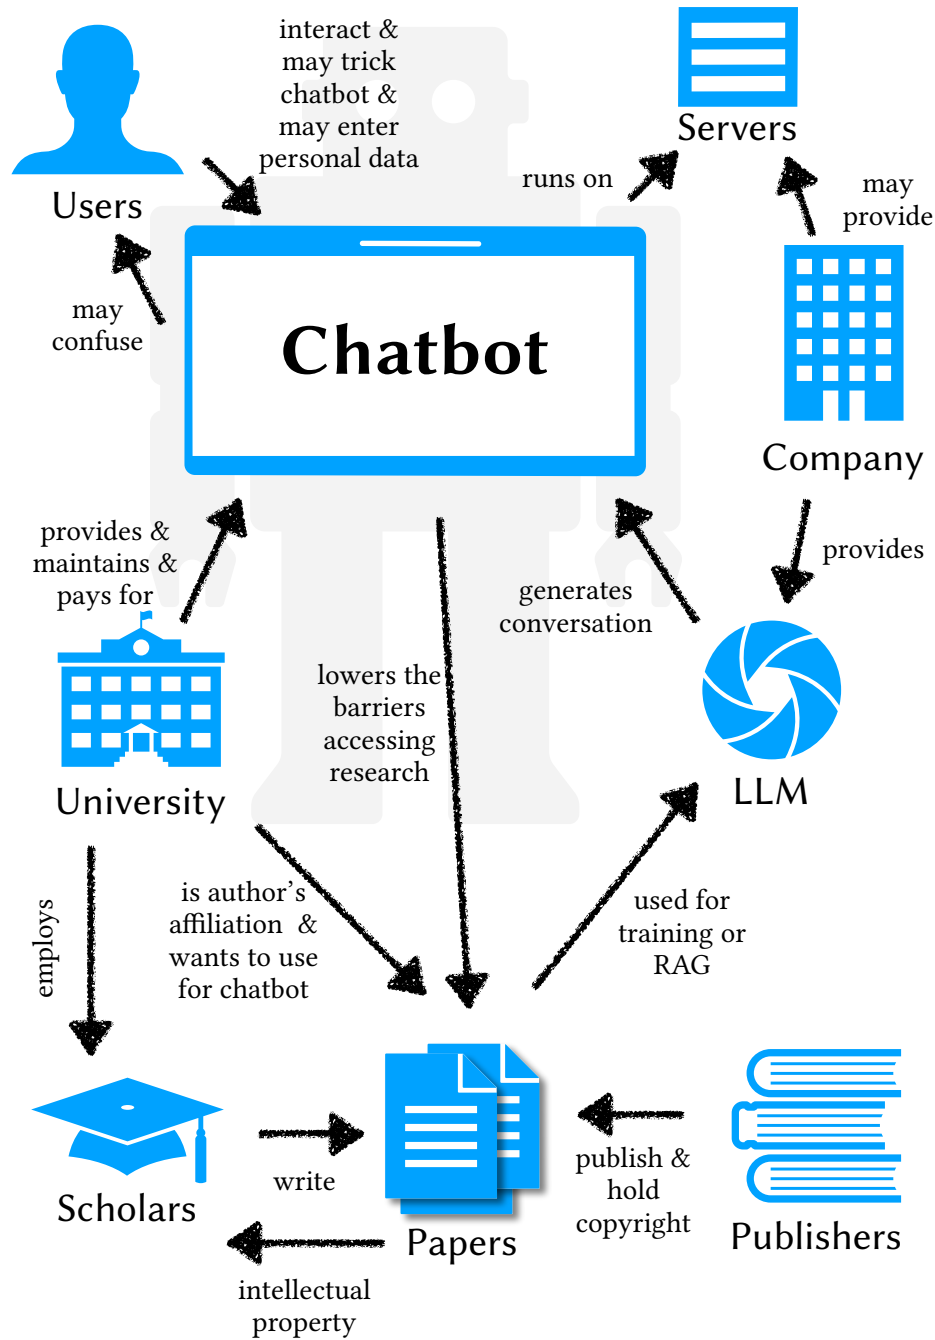 interact &
may trick
chatbot &
may enter
personal data
Servers
Users
runs on
may
provide
may
confuse
Chatbot
Company
provides &
maintains &
pays for
provides
generates
conversation
lowers the
barriers
accessing
research
University
LLM
employs
is author's
affiliation &
wants to use
for chatbot
used for
training or
RAG
Scholars
write
Papers
publish &
hold
copyright
Publishers
intellectual
property